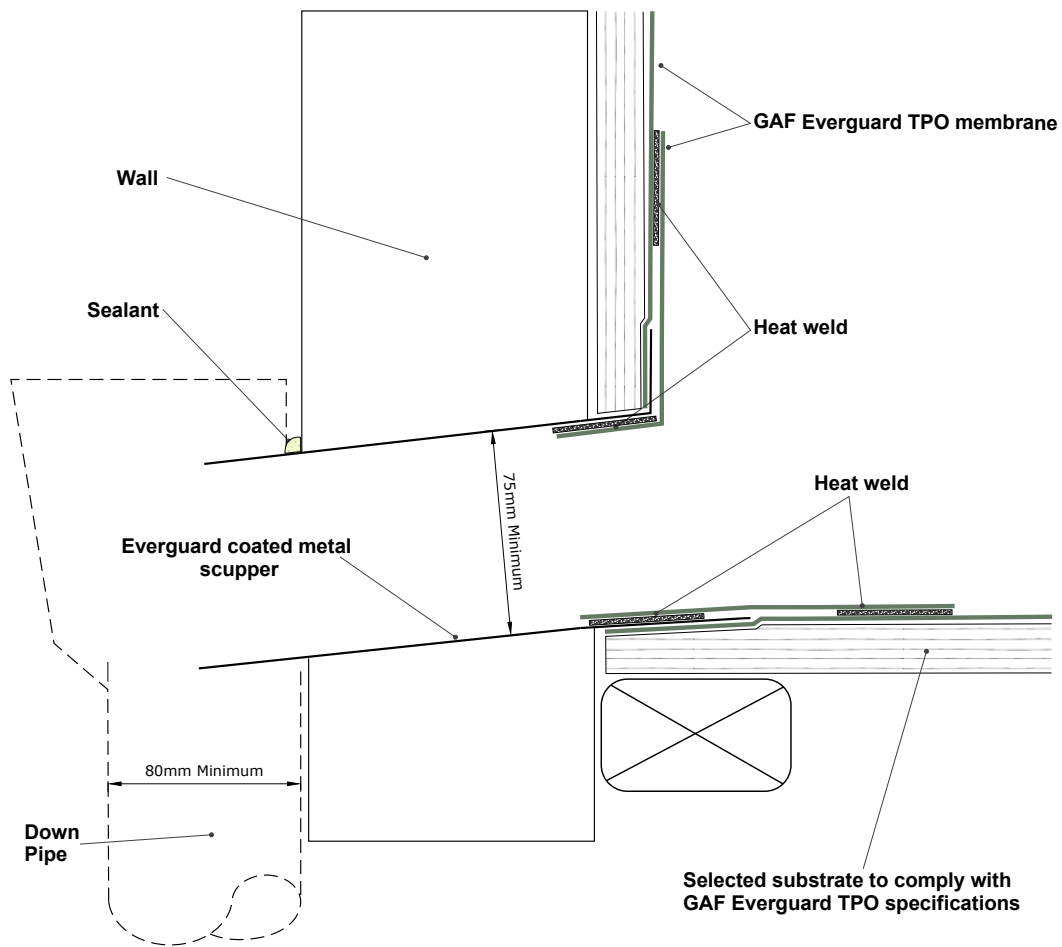 GAF Everguard TPO membrane
Wall
Sealant
Heat weld
75mm Minimum
Heat weld
Everguard coated metal
scupper
80mm Minimum
Down
Pipe
Selected substrate to comply with
GAF Everguard TPO specifications